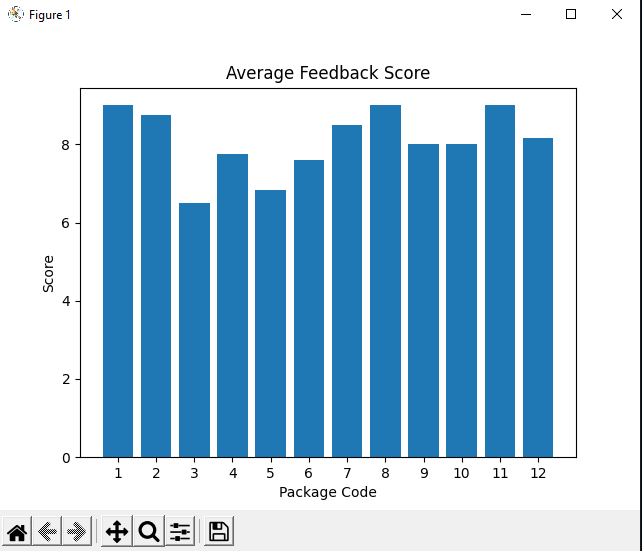 Figure 1
Average Feedback Score
8
6
4
2
0
Score
1 2 3 4 5 6 7 8 9 10 11 12
Package Code